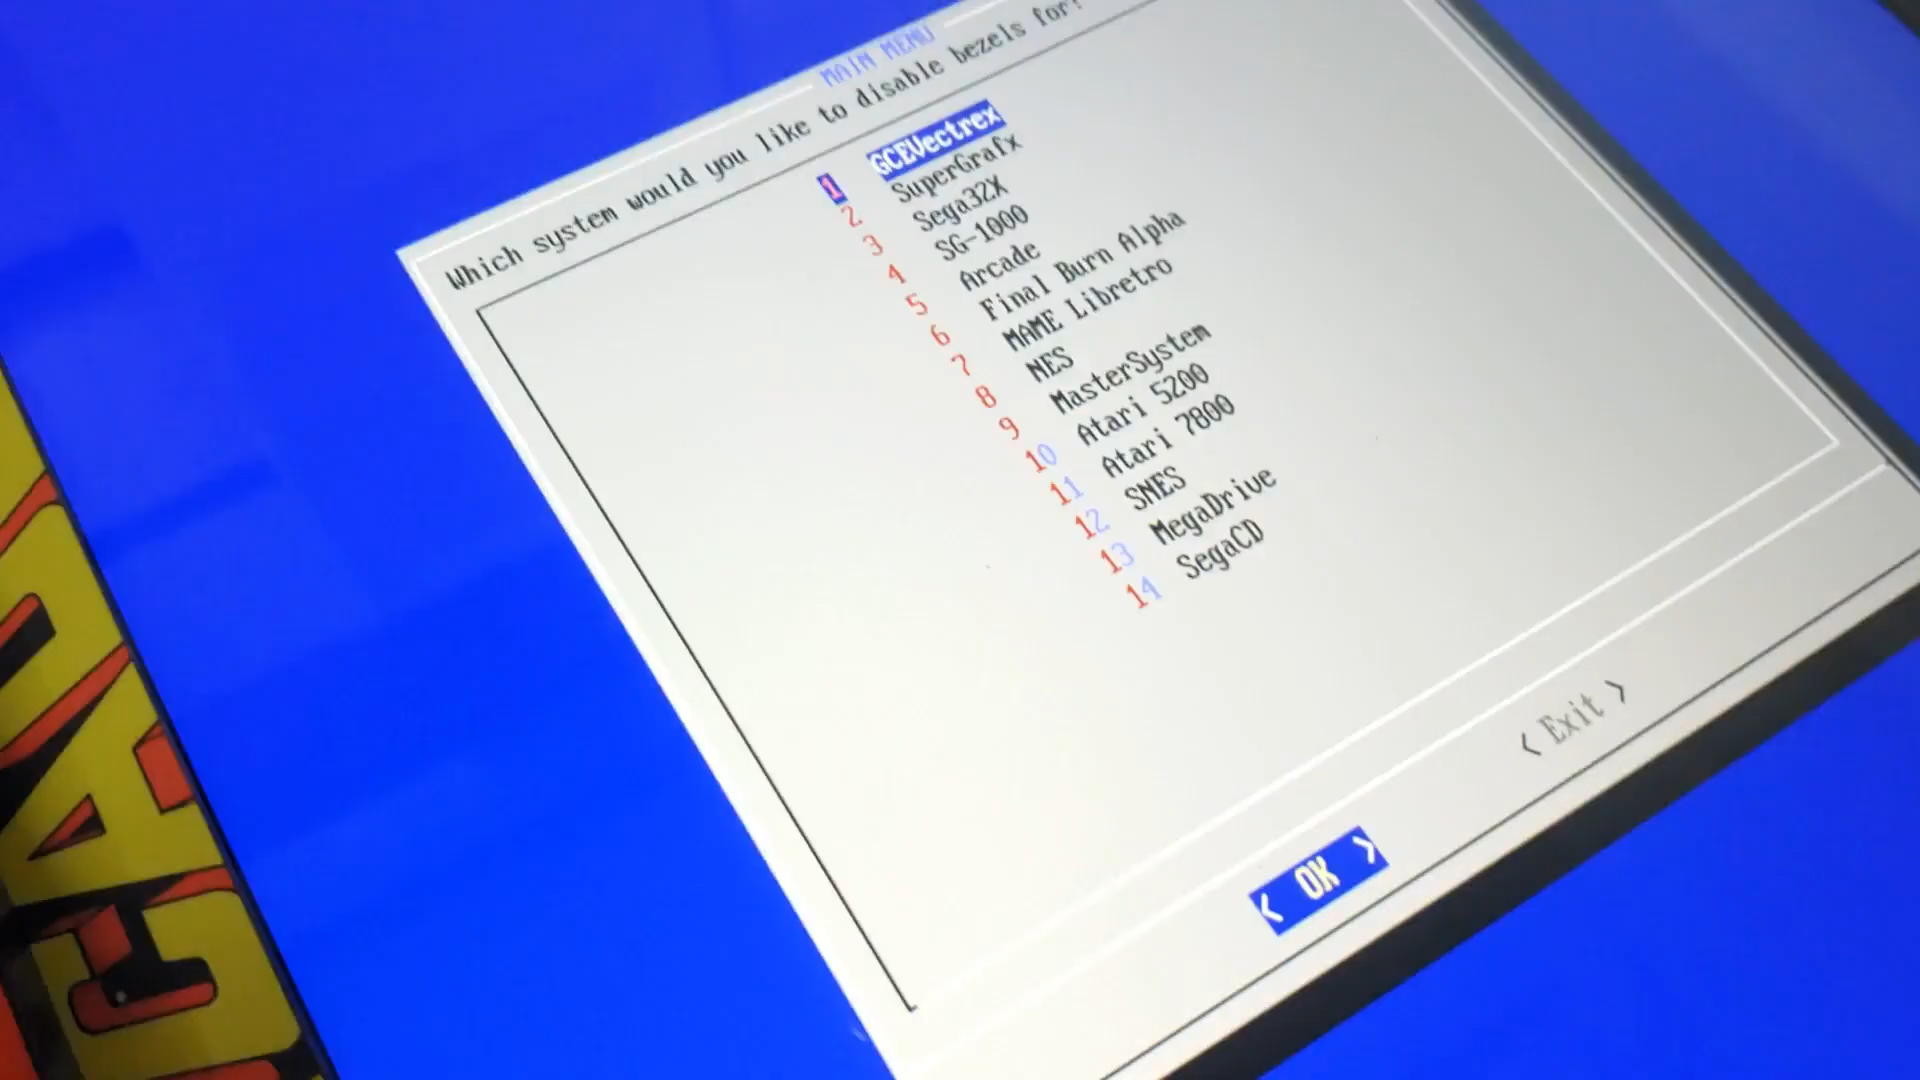 MAIN MENU
Which system would you like to disable bezels for?
1 GCEVectrex
2 SuperGrafx
3 Sega32X
4 SG-1000
5 Arcade
6 Final Burn Alpha
7 MAME Libretro
8 NES
9 MasterSystem
10 Atari 5200
11 Atari 7800
12 SNES
13 MegaDrive
14 SegaCD
< OK > < Exit >